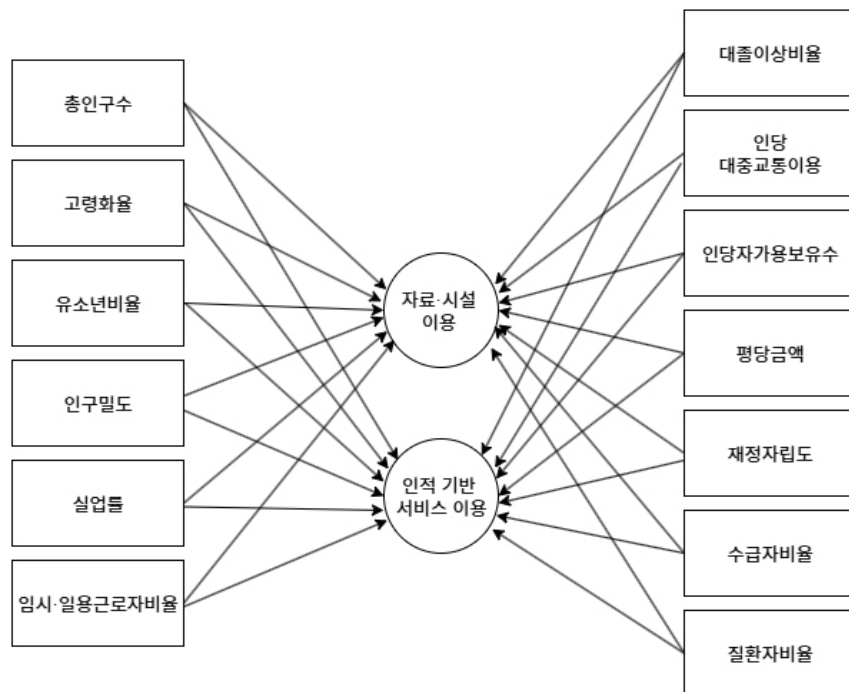 총인구수
고령화율
유소년비율
인구밀도
실업률
임시·일용근로자비율
자료·시설
이용
인적 기반
서비스 이용
대졸이상비율
인당
대중교통이용
인당자가용보유수
평당금액
재정자립도
수급자비율
질환자비율